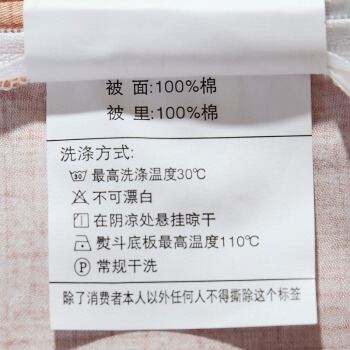 被 面:100%棉
被 里:100%棉
洗涤方式:
30 最高洗涤温度30℃
不可漂白
在阴凉处悬挂晾干
熨斗底板最高温度110℃
P 常规干洗
除了消费者本人以外任何人不得撕除这个标签